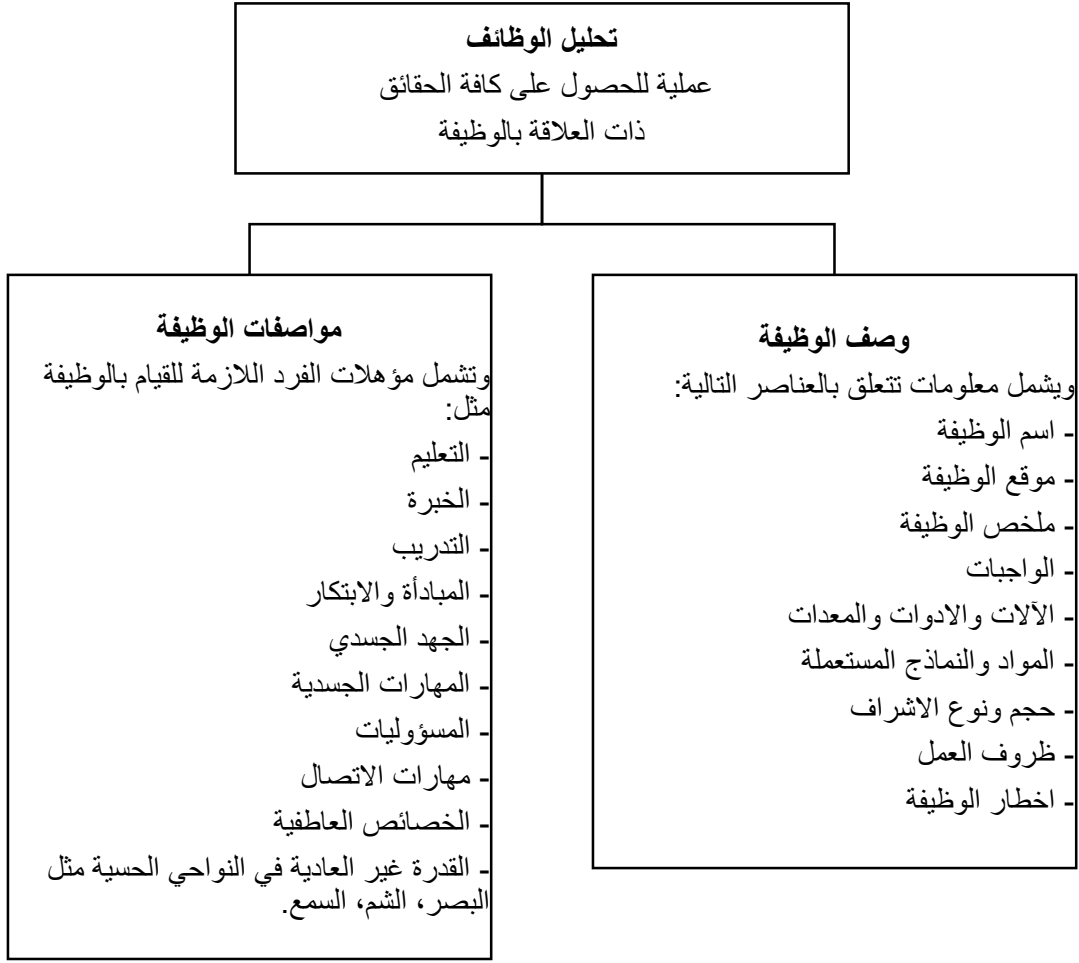 تحليل الوظائف
عملية للحصول على كافة الحقائق
ذات العلاقة بالوظيفة
وصف الوظيفة
ويشمل معلومات تتعلق بالعناصر التالية:
- اسم الوظيفة
- موقع الوظيفة
- ملخص الوظيفة
- الواجبات
- الآلات والادوات والمعدات
- المواد والنماذج المستعملة
- حجم ونوع الاشراف
- ظروف العمل
- اخطار الوظيفة
مواصفات الوظيفة
وتشمل مؤهلات الفرد اللازمة للقيام بالوظيفة
مثل:
- التعليم
- الخبرة
- التدريب
- المبادأة والابتكار
- الجهد الجسدي
- المهارات الجسدية
- المسؤوليات
- مهارات الاتصال
- الخصائص العاطفية
- القدرة غير العادية في النواحي الحسية مثل
البصر، الشم، السمع.